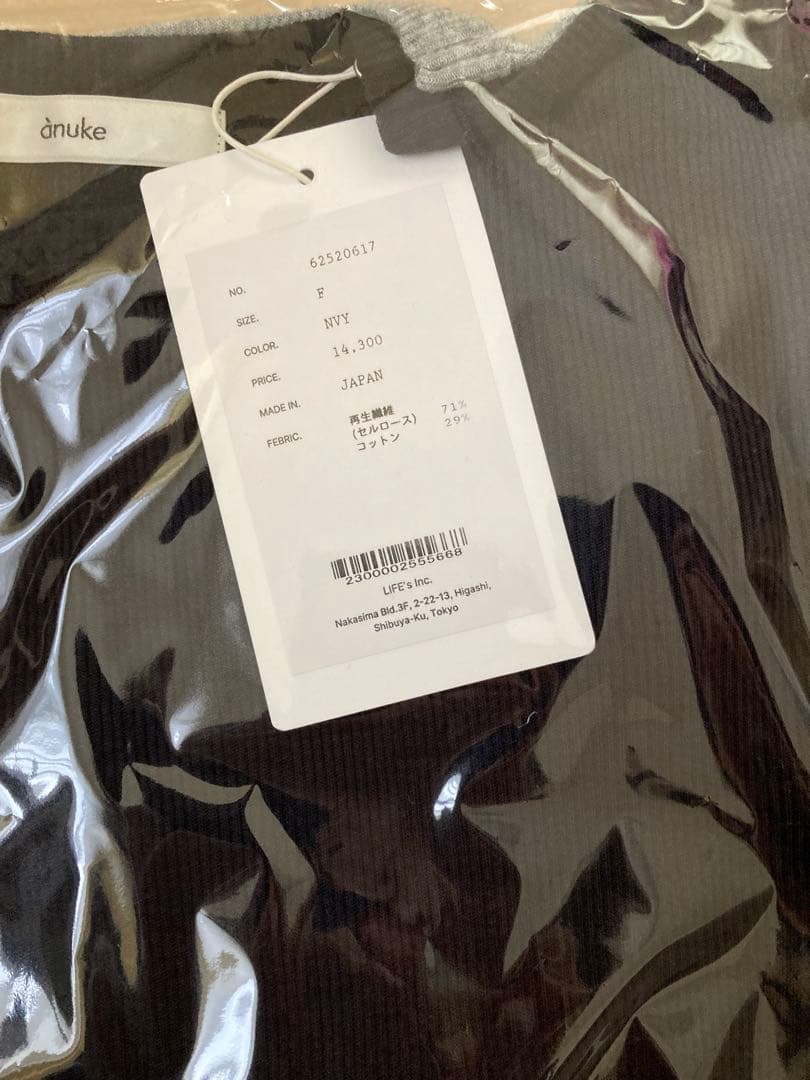 ànuke
NO. 62520617
SIZE. F
COLOR. NVY
PRICE. 14,300
MADE IN. JAPAN
FEBRIC. 再生繊維 71%
(セルロース) 29%
コットン
2300002555668
LIFE's Inc.
Nakasima Bld.3F, 2-22-13, Higashi,
Shibuya-Ku, Tokyo